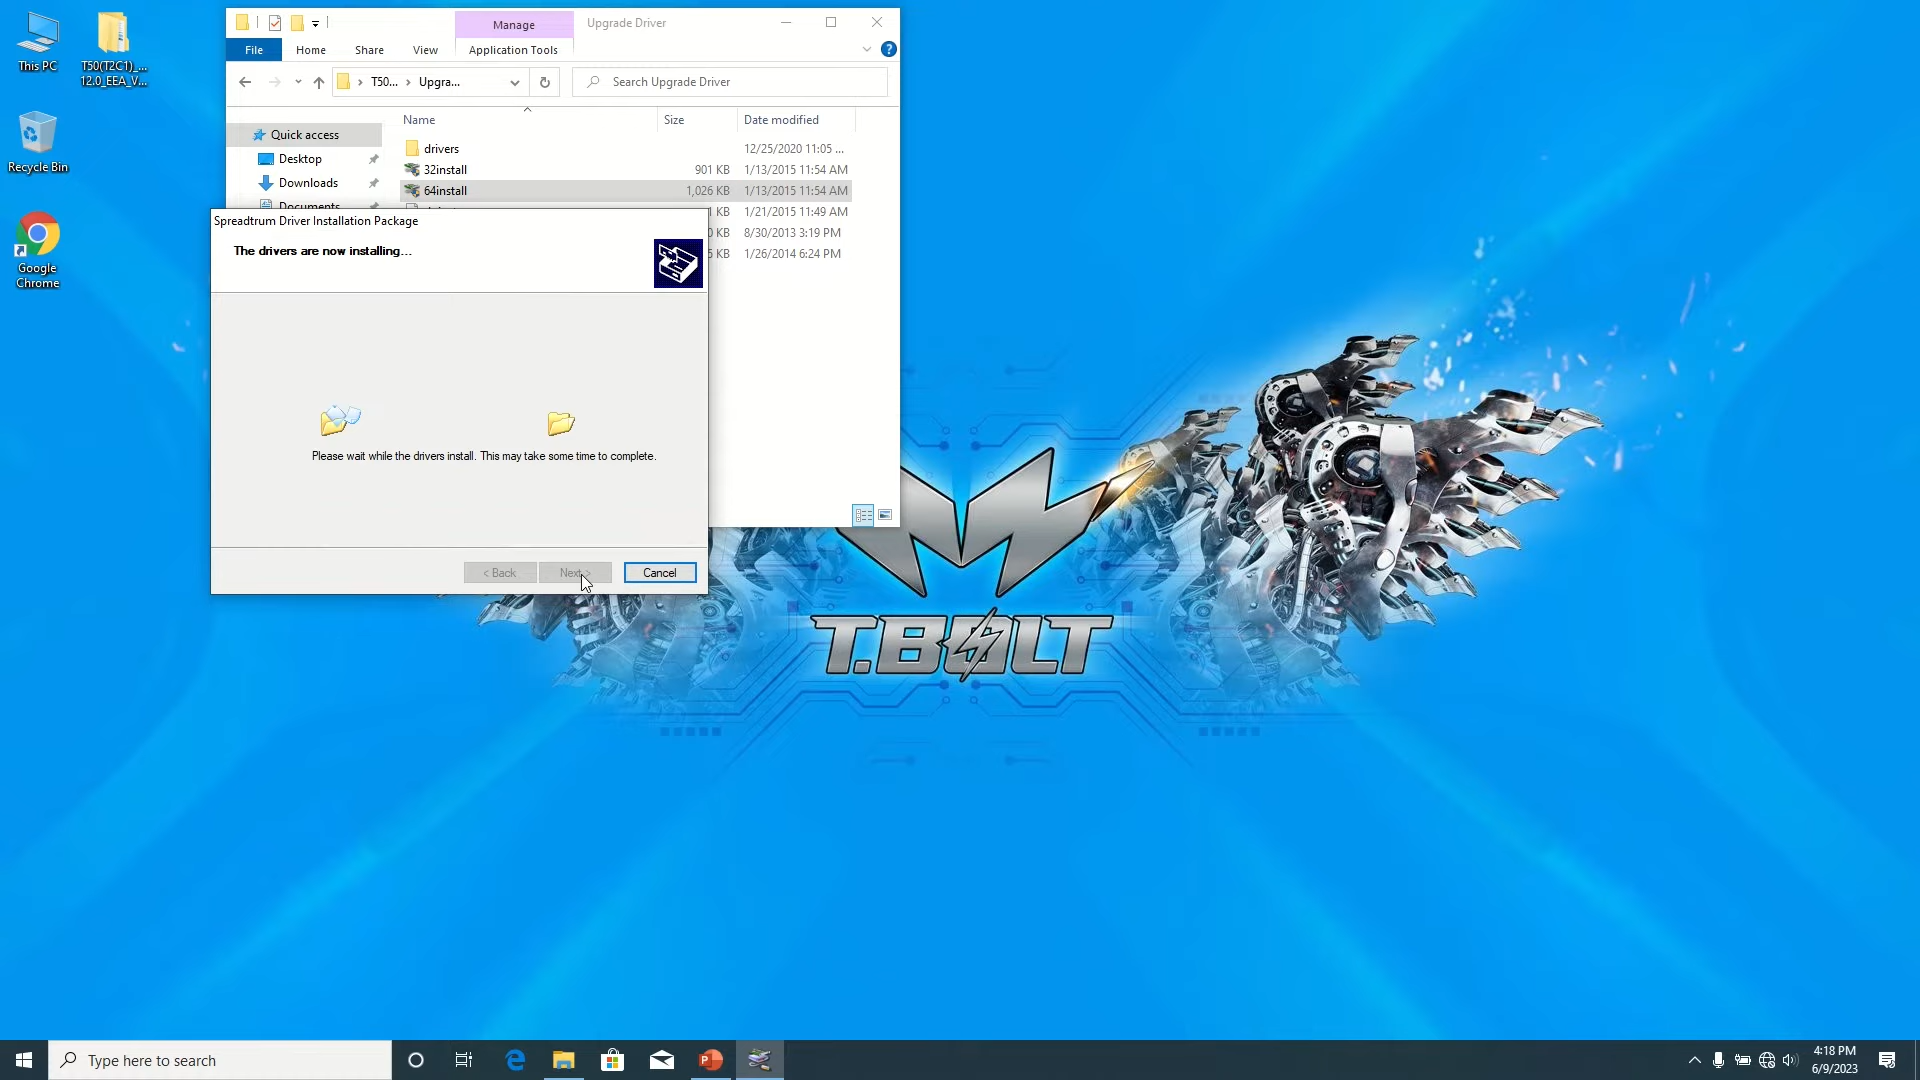 This PC
T50(T2C1)_...
12.0_EEA_V...
Recycle Bin
Google
Chrome
Manage
Upgrade Driver
File
Home
Share
View
Application Tools
T50...
Upgra...
Search Upgrade Driver
Name
Size
Date modified
Quick access
Desktop
Downloads
Documents
drivers
12/25/2020 11:05 ...
32install
901 KB
1/13/2015 11:54 AM
64install
1,026 KB
1/13/2015 11:54 AM
1 KB
1/21/2015 11:49 AM
0 KB
8/30/2013 3:19 PM
6 KB
1/26/2014 6:24 PM
Spreadtrum Driver Installation Package
The drivers are now installing...
Please wait while the drivers install. This may take some time to complete.
< Back
Next >
Cancel
T.BOLT
Type here to search
4:18 PM
6/9/2023